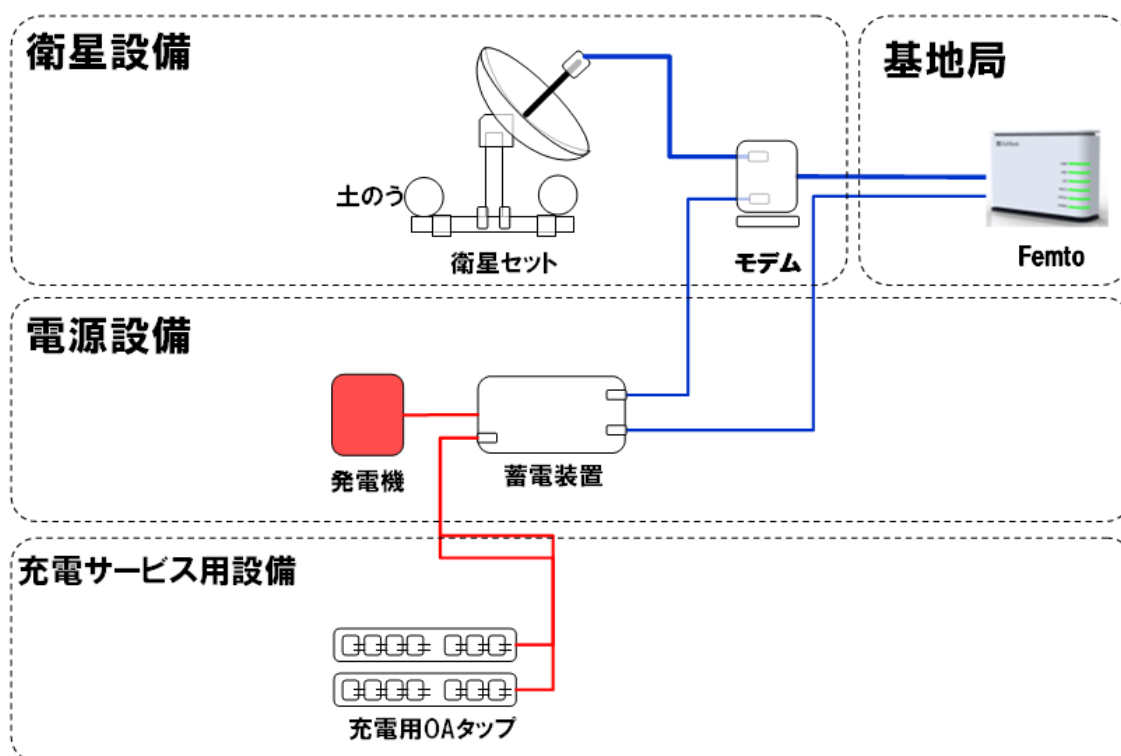 衛星設備
基地局
土のう
衛星セット
モデム
Femto
電源設備
発電機
蓄電装置
充電サービス用設備
充電用OAタップ